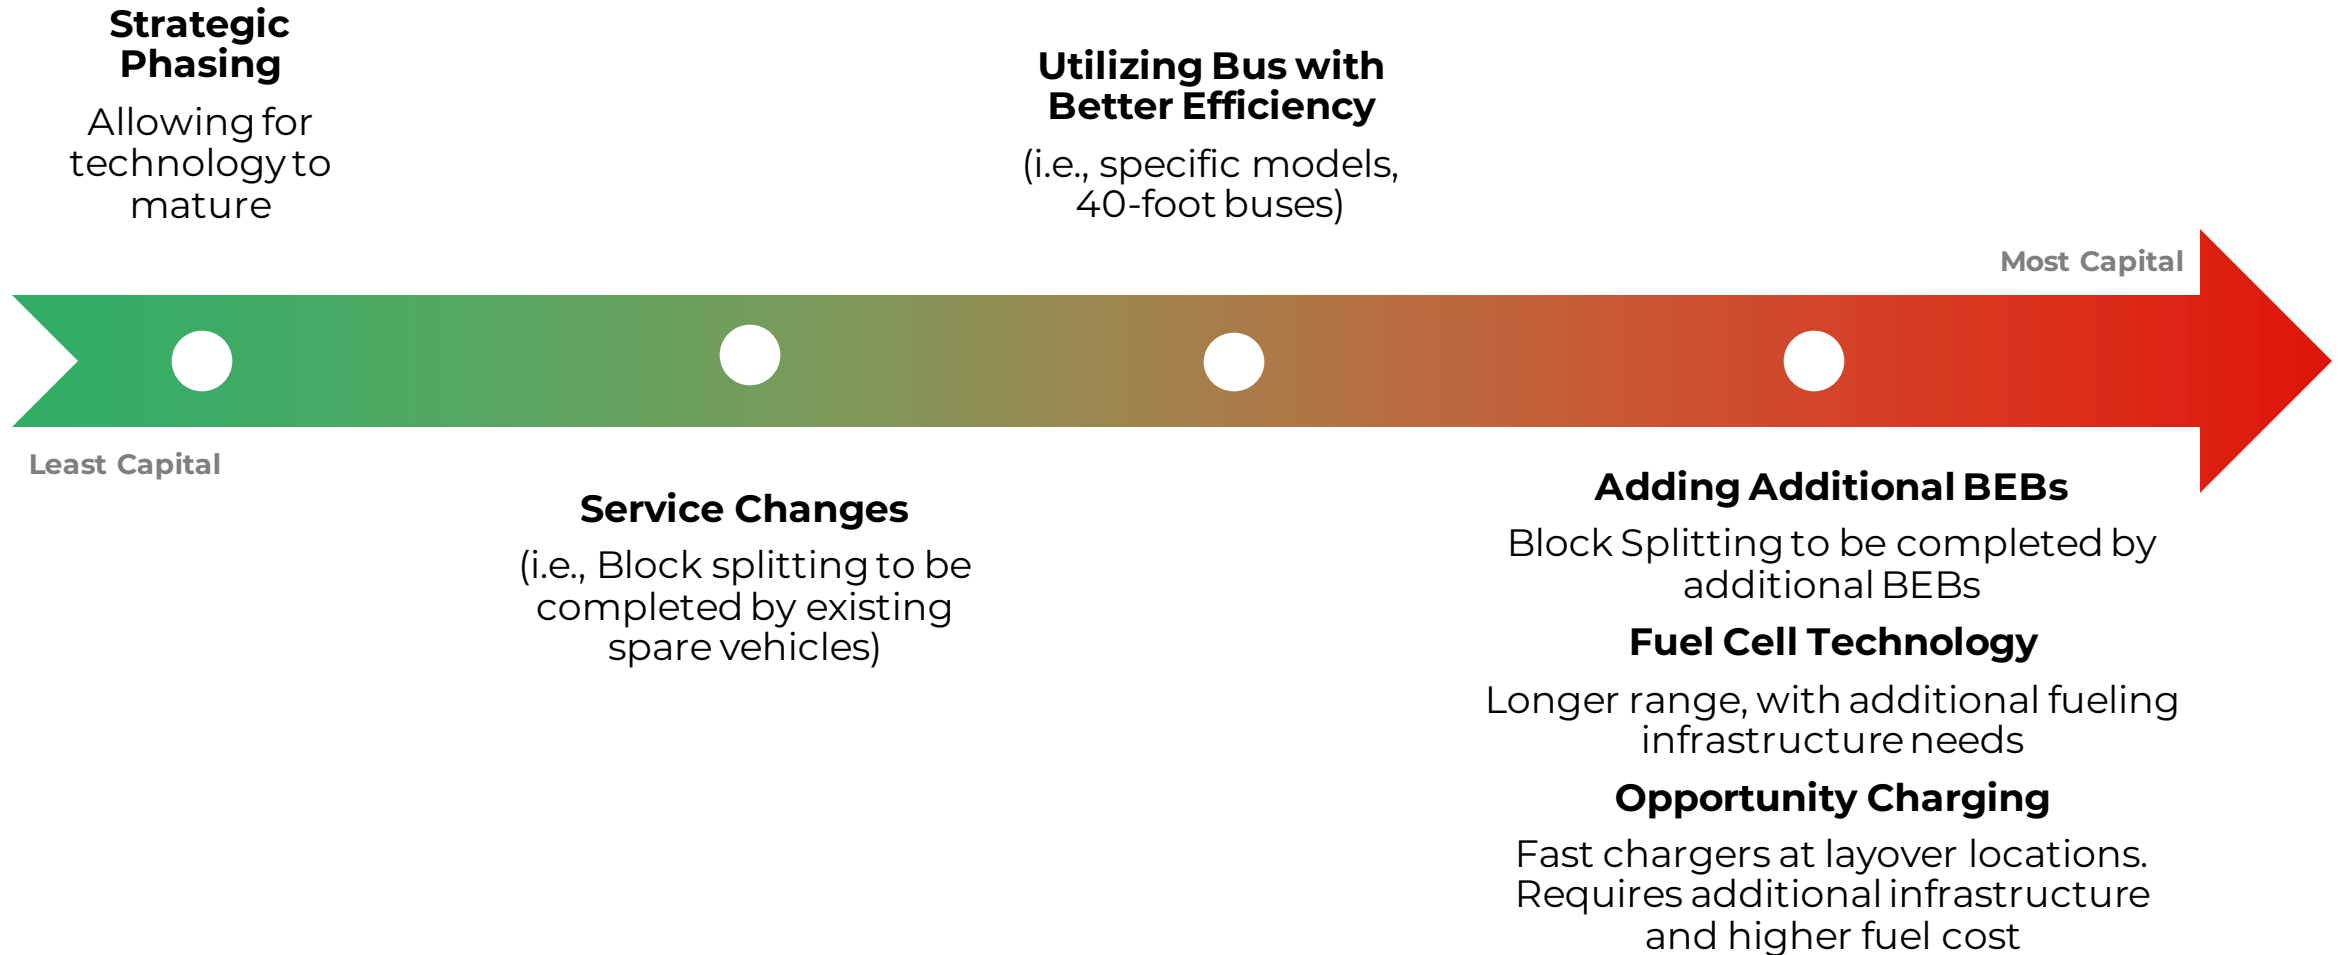 Strategic
Phasing
Allowing for
technology to
mature
Utilizing Bus with
Better Efficiency
(i.e., specific models,
40-foot buses)
Most Capital
Least Capital
Service Changes
(i.e., Block splitting to be
completed by existing
spare vehicles)
Adding Additional BEBs
Block Splitting to be completed by
additional BEBs
Fuel Cell Technology
Longer range, with additional fueling
infrastructure needs
Opportunity Charging
Fast chargers at layover locations.
Requires additional infrastructure
and higher fuel cost